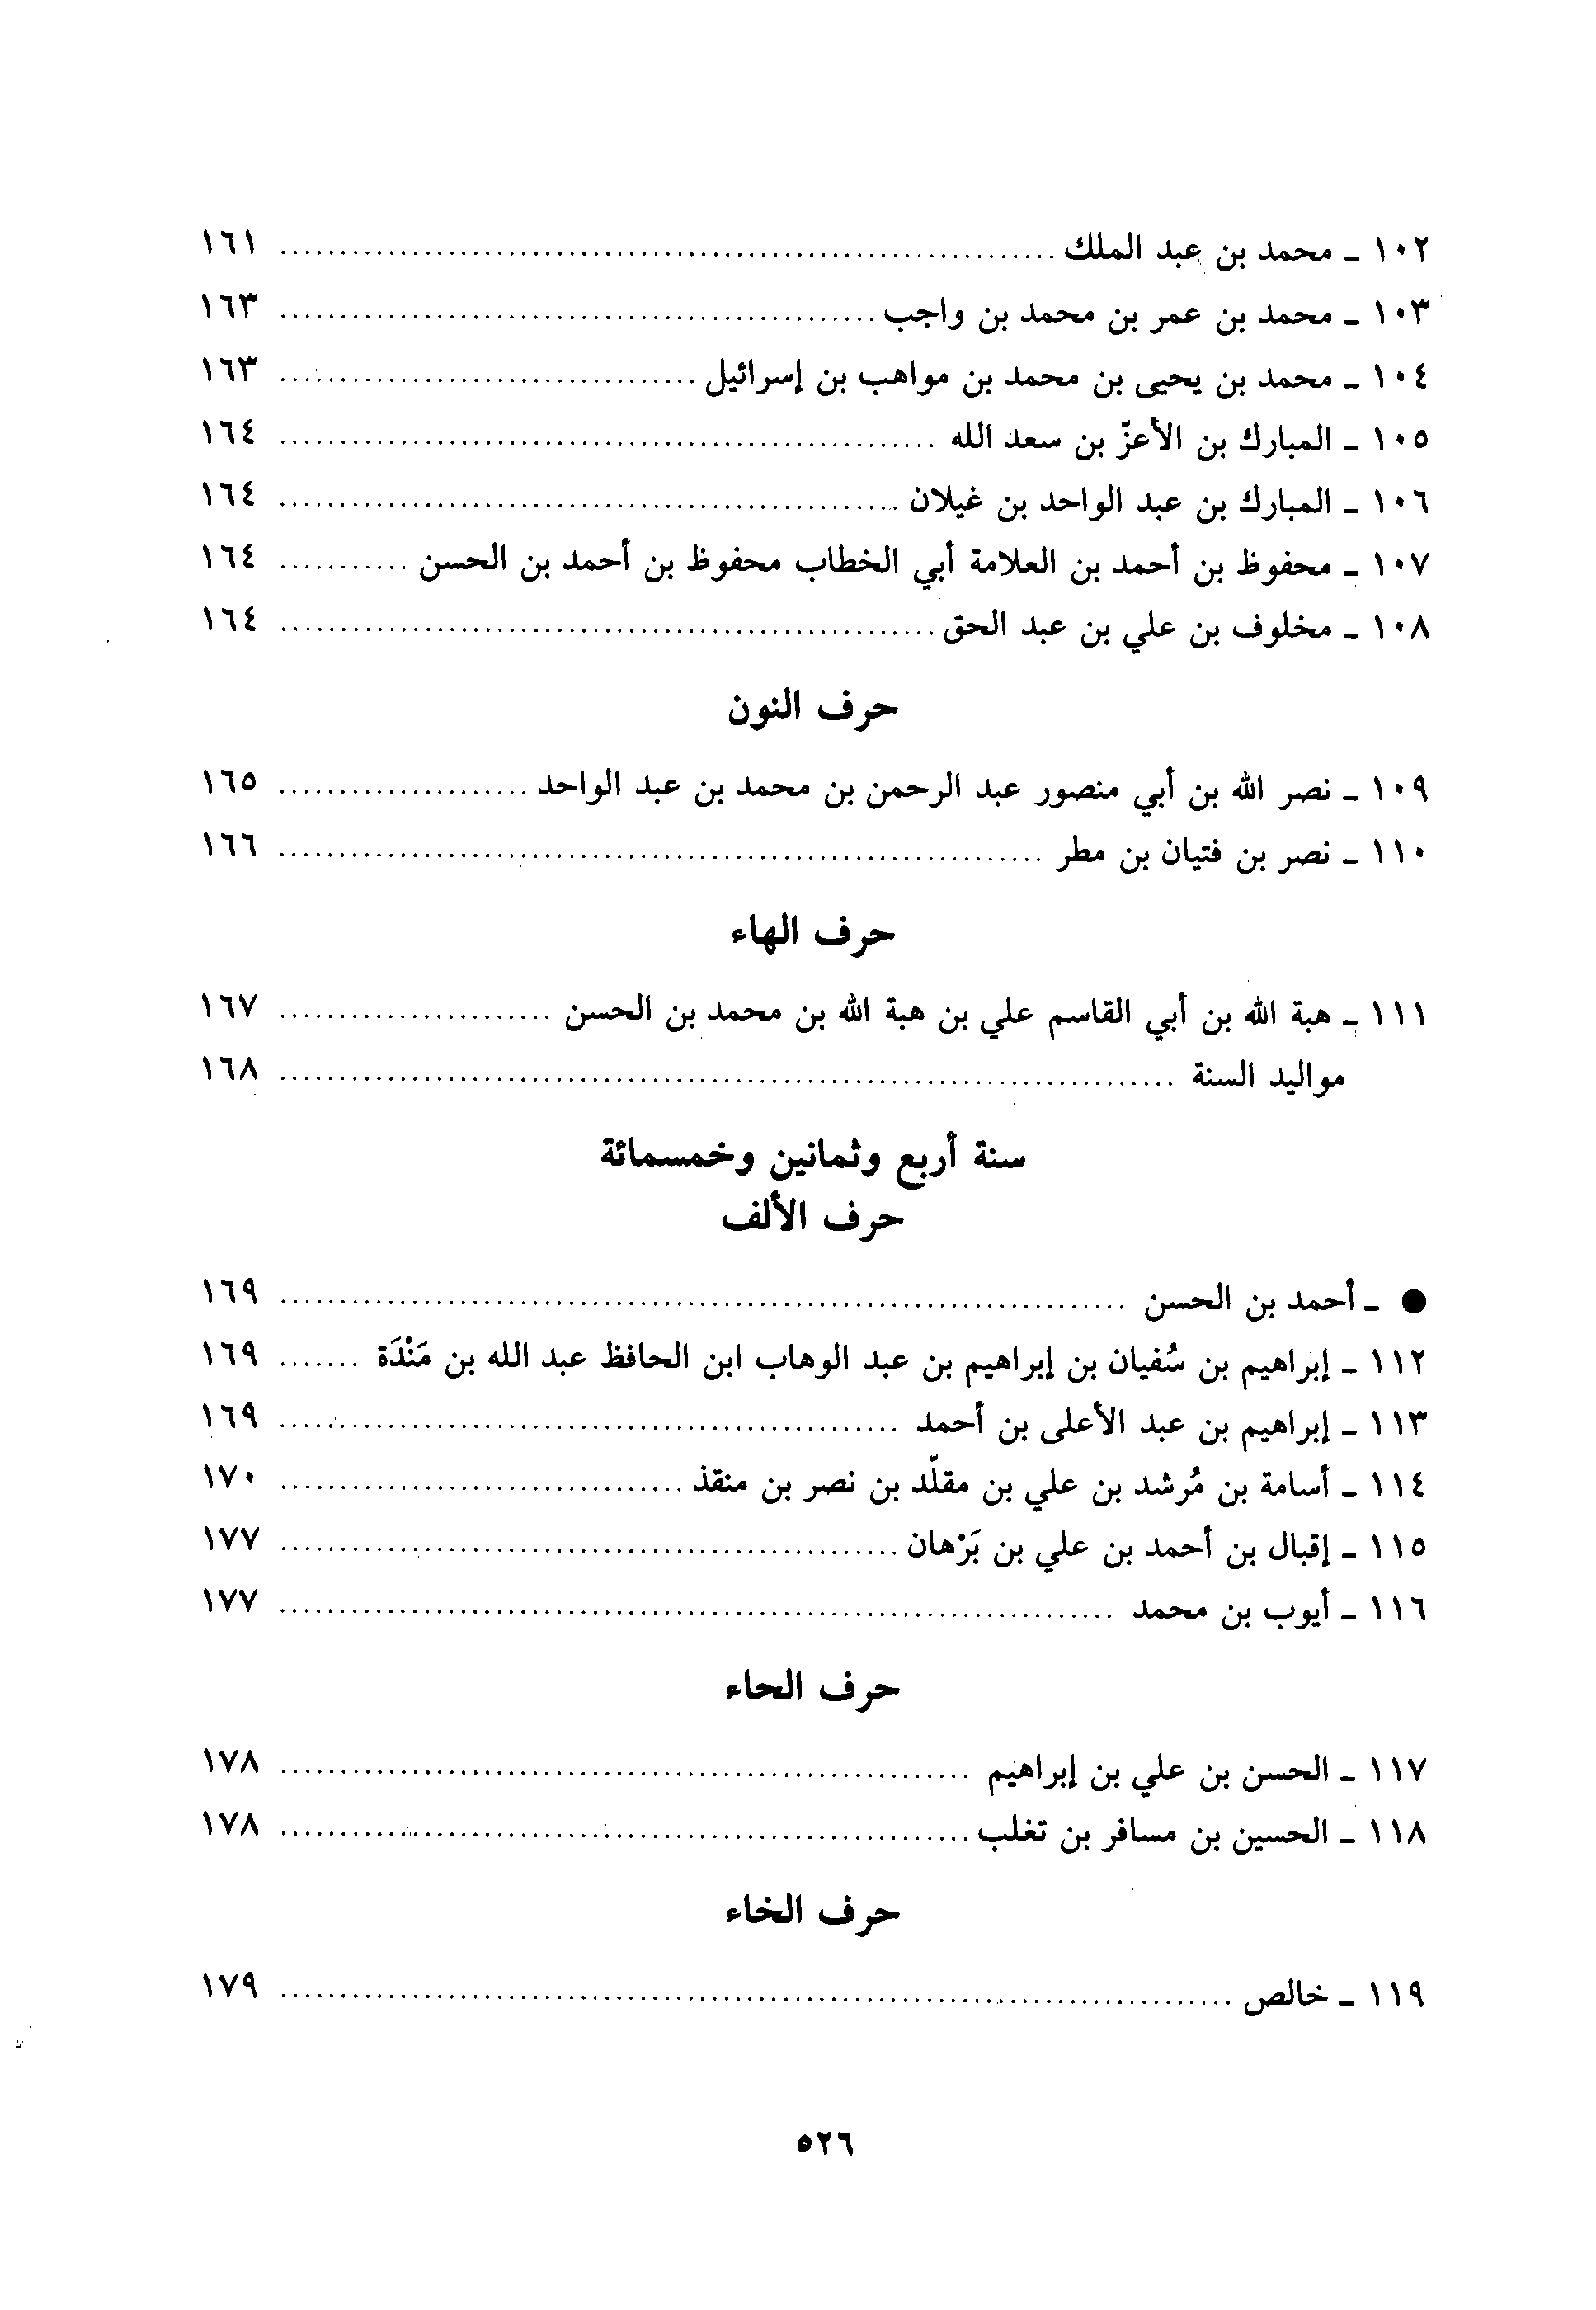 ١٠٢ - محمد بن عبد الملك ........ ١٦١
١٠٣ - محمد بن عمر بن محمد بن واجب ........ ١٦٣
١٠٤ - محمد بن يحيى بن محمد بن مواهب بن إسرائيل ........ ١٦٣
١٠٥ - المبارك بن الأعزّ بن سعد الله ........ ١٦٤
١٠٦ - المبارك بن عبد الواحد بن غيلان ........ ١٦٤
١٠٧ - محفوظ بن أحمد بن العلامة أبي الخطاب محفوظ بن أحمد بن الحسن ........ ١٦٤
١٠٨ - مخلوف بن علي بن عبد الحق ........ ١٦٤
حرف النون
١٠٩ - نصر الله بن أبي منصور عبد الرحمن بن محمد بن عبد الواحد ........ ١٦٥
١١٠ - نصر بن فتيان بن مطر ........ ١٦٦
حرف الهاء
١١١ - هبة الله بن أبي القاسم علي بن هبة الله بن محمد بن الحسن ........ ١٦٧
مواليد السنة ........ ١٦٨
سنة أربع وثمانين وخمسمائة
حرف الألف
● - أحمد بن الحسن ........ ١٦٩
١١٢ - إبراهيم بن سُفيان بن إبراهيم بن عبد الوهاب ابن الحافظ عبد الله بن مَنْدَة ........ ١٦٩
١١٣ - إبراهيم بن عبد الأعلى بن أحمد ........ ١٦٩
١١٤ - أسامة بن مُرشد بن علي بن مقلّد بن نصر بن منقذ ........ ١٧٠
١١٥ - إقبال بن أحمد بن علي بن بَرْهان ........ ١٧٧
١١٦ - أيوب بن محمد ........ ١٧٧
حرف الحاء
١١٧ - الحسن بن علي بن إبراهيم ........ ١٧٨
١١٨ - الحسين بن مسافر بن تغلب ........ ١٧٨
حرف الخاء
١١٩ - خالص ........ ١٧٩
٥٢٦